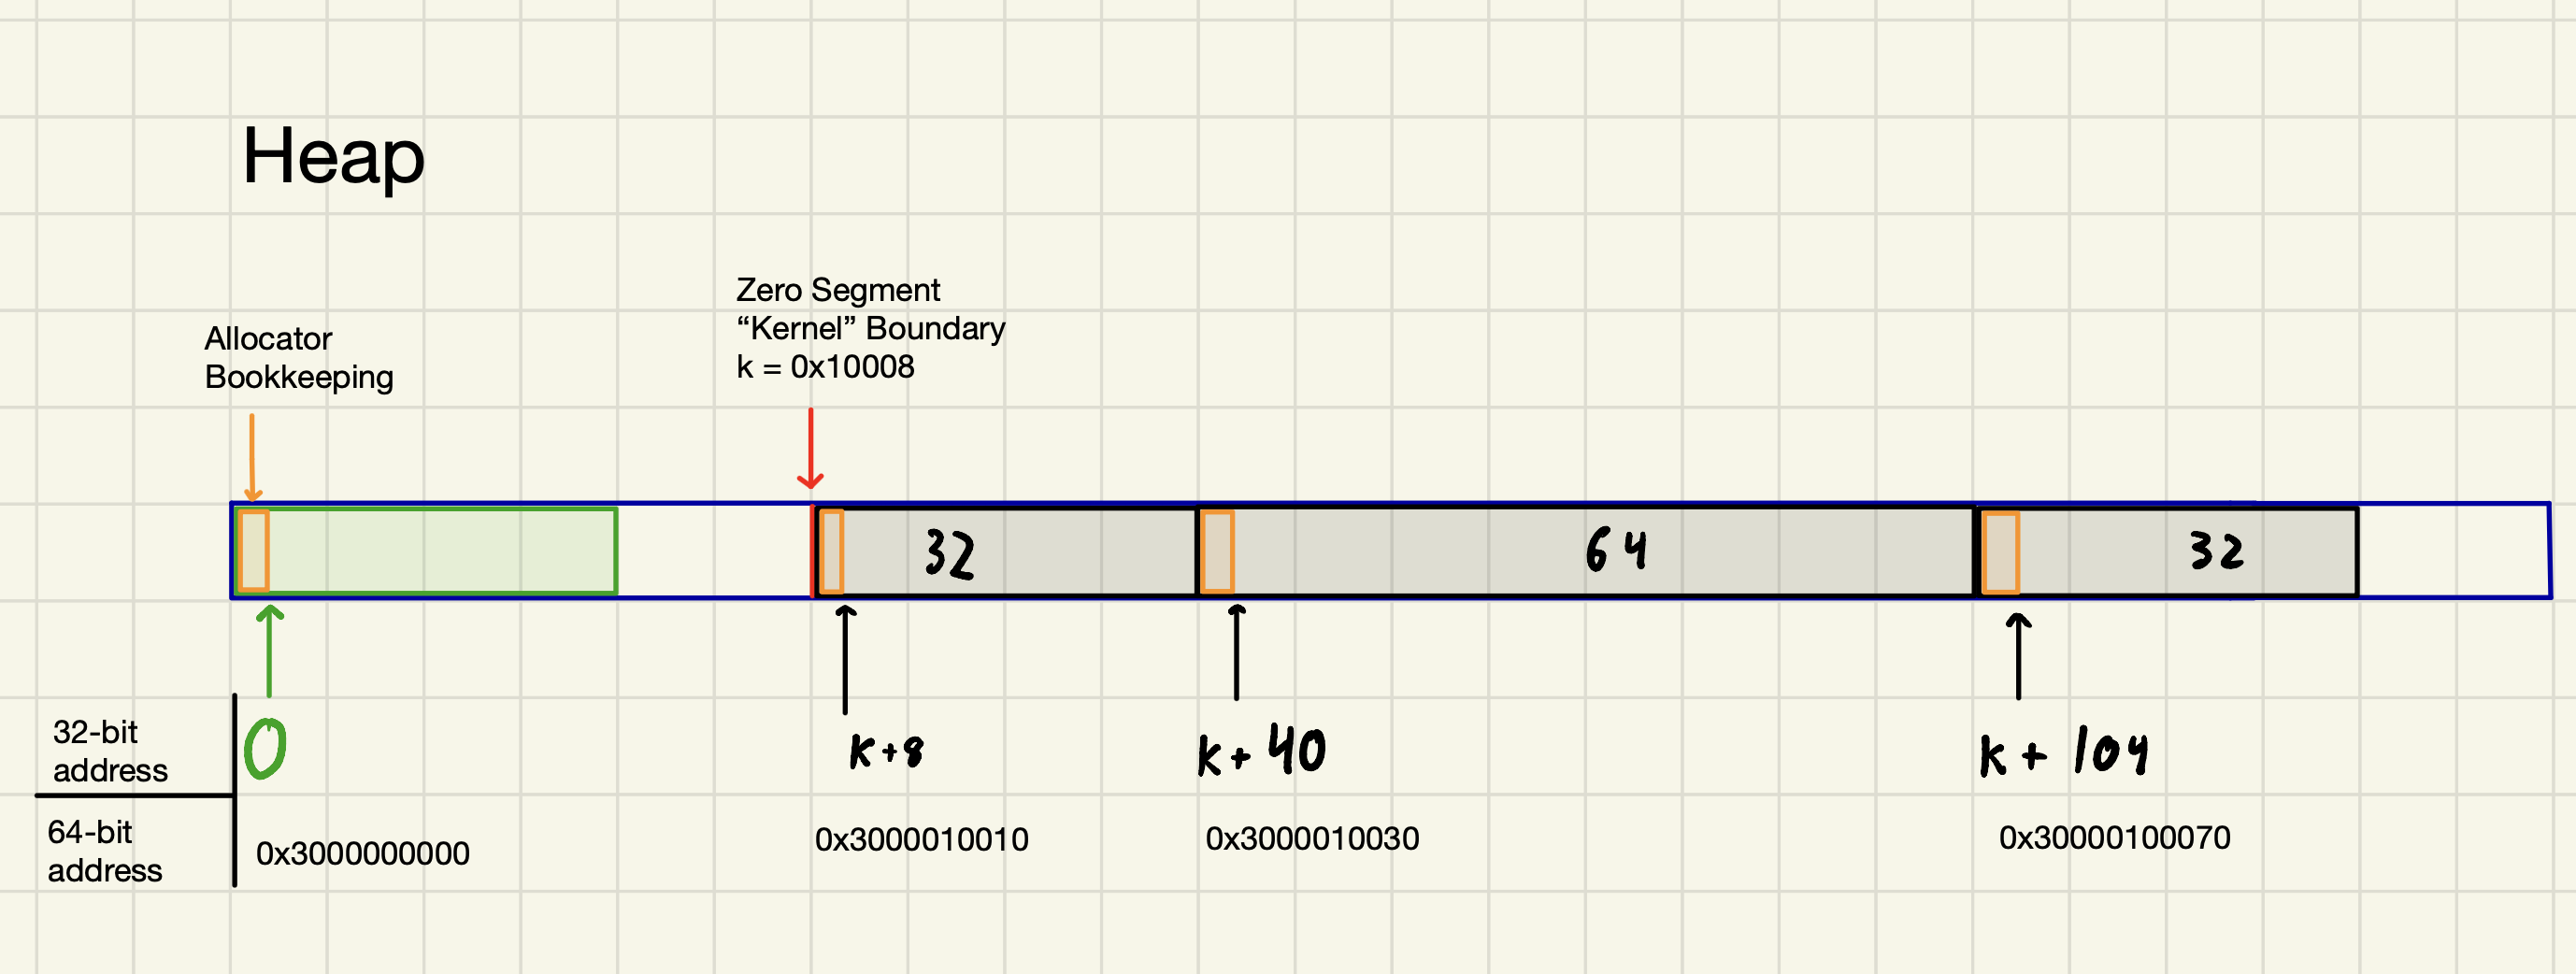 Heap
Zero Segment
“Kernel” Boundary
k = 0x10008
Allocator
Bookkeeping
32
64
32
32-bit
address
0
k+8
k+40
k+104
64-bit
address
0x3000000000
0x3000010010
0x3000010030
0x30000100070